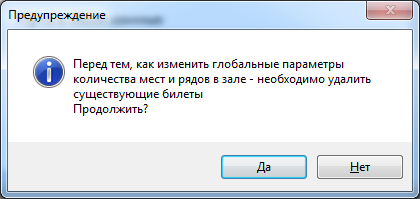 Предупреждение
Перед тем, как изменить глобальные параметры
количества мест и рядов в зале - необходимо удалить
существующие билеты
Продолжить?
Да
Нет